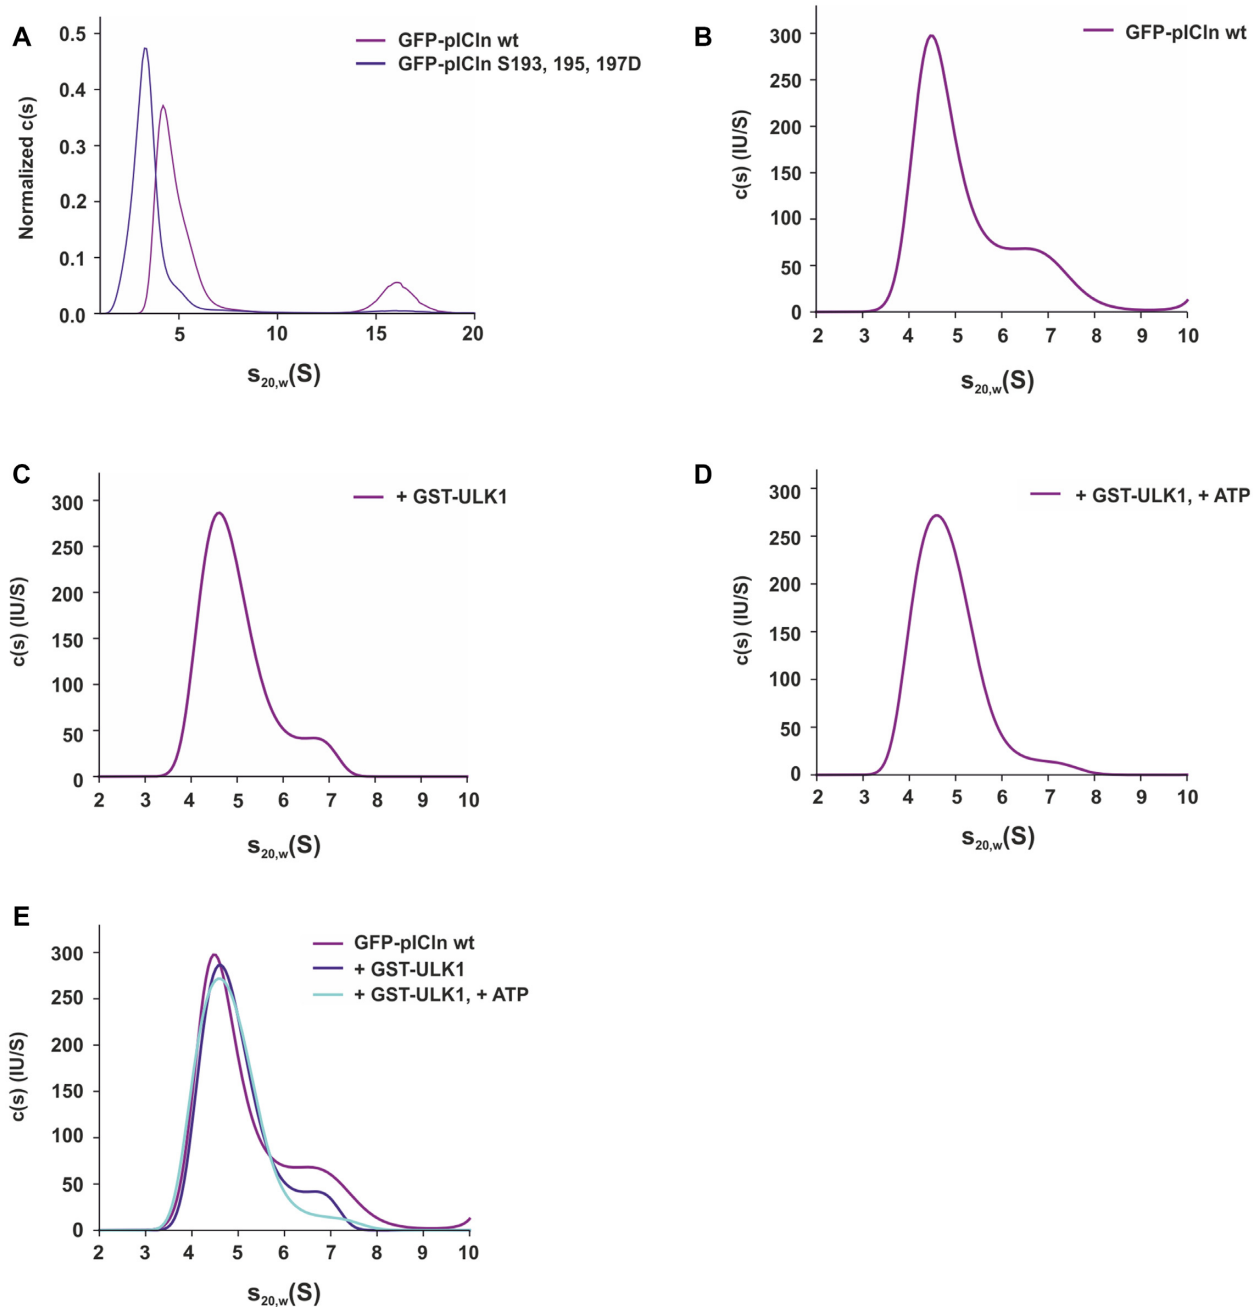 A
GFP-pICln wt
GFP-pICln S193, 195, 197D
Normalized c(s)
0.5
0.4
0.3
0.2
0.1
0.0
5 10 15 20
s20,w(S)
B
GFP-pICln wt
c(s) (IU/S)
300
250
200
150
100
50
0
2 3 4 5 6 7 8 9 10
s20,w(S)
C
+ GST-ULK1
c(s) (IU/S)
300
250
200
150
100
50
0
2 3 4 5 6 7 8 9 10
s20,w(S)
D
+ GST-ULK1, + ATP
c(s) (IU/S)
300
250
200
150
100
50
0
2 3 4 5 6 7 8 9 10
s20,w(S)
E
GFP-pICln wt
+ GST-ULK1
+ GST-ULK1, + ATP
c(s) (IU/S)
300
250
200
150
100
50
0
2 3 4 5 6 7 8 9 10
s20,w(S)